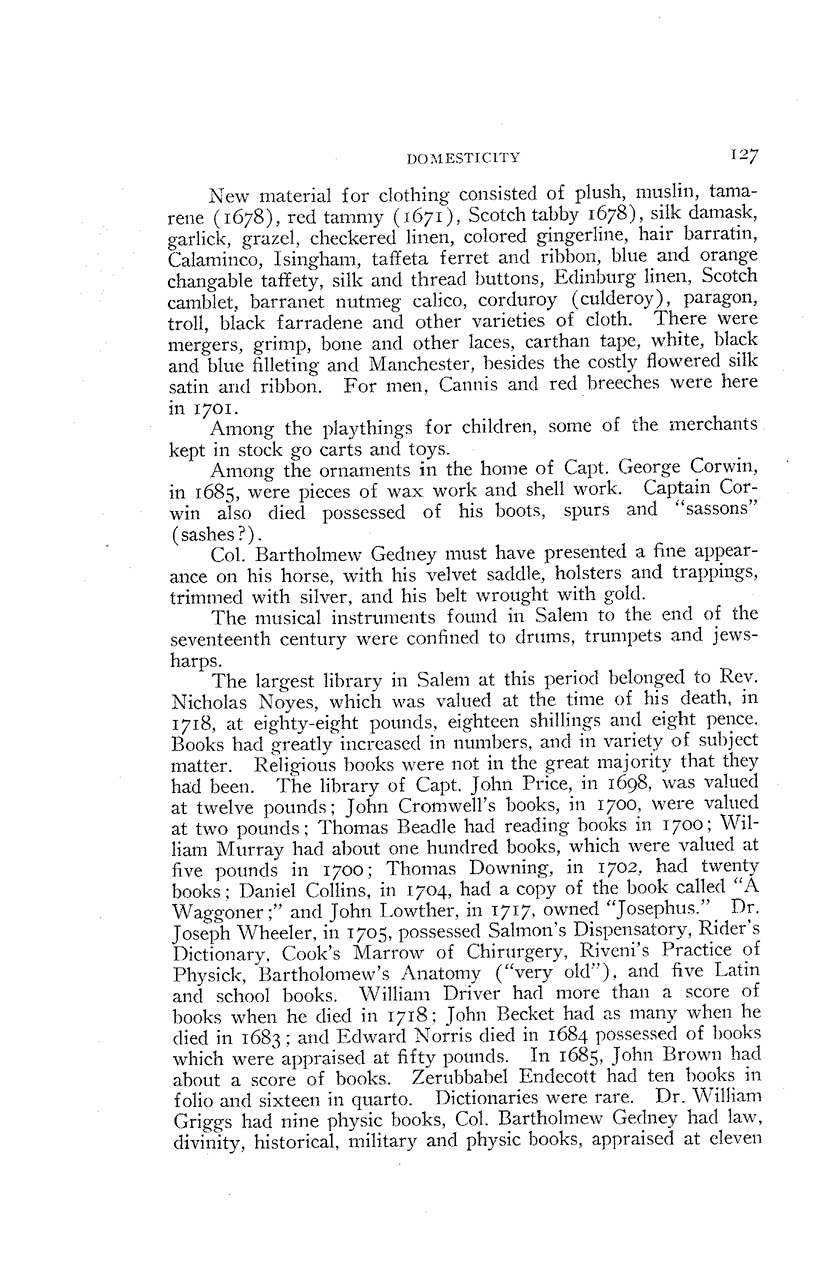 DOMESTICITY 127
New material for clothing consisted of plush, muslin, tama-
rene (1678), red tammy (1671), Scotch tabby 1678), silk damask,
garlick, grazel, checkered linen, colored gingerline, hair barratin,
Calaminco, Isingham, taffeta ferret and ribbon, blue and orange
changable taffety, silk and thread buttons, Edinburg linen, Scotch
camblet, barranet nutmeg calico, corduroy (culderoy), paragon,
troll, black farradene and other varieties of cloth. There were
mergers, grimp, bone and other laces, carthan tape, white, black
and blue filleting and Manchester, besides the costly flowered silk
satin and ribbon. For men, Cannis and red breeches were here
in 1701.
Among the playthings for children, some of the merchants
kept in stock go carts and toys.
Among the ornaments in the home of Capt. George Corwin,
in 1685, were pieces of wax work and shell work. Captain Cor-
win also died possessed of his boots, spurs and "sassons"
(sashes?).
Col. Bartholmew Gedney must have presented a fine appear-
ance on his horse, with his velvet saddle, holsters and trappings,
trimmed with silver, and his belt wrought with gold.
The musical instruments found in Salem to the end of the
seventeenth century were confined to drums, trumpets and jews-
harps.
The largest library in Salem at this period belonged to Rev.
Nicholas Noyes, which was valued at the time of his death, in
1718, at eighty-eight pounds, eighteen shillings and eight pence.
Books had greatly increased in numbers, and in variety of subject
matter. Religious books were not in the great majority that they
had been. The library of Capt. John Price, in 1698, was valued
at twelve pounds; John Cromwell's books, in 1700, were valued
at two pounds; Thomas Beadle had reading books in 1700; Wil-
liam Murray had about one hundred books, which were valued at
five pounds in 1700; Thomas Downing, in 1702, had twenty
books; Daniel Collins, in 1704, had a copy of the book called "A
Waggoner;" and John Lowther, in 1717, owned "Josephus." Dr.
Joseph Wheeler, in 1705, possessed Salmon's Dispensatory, Rider's
Dictionary, Cook's Marrow of Chirurgery, Riveni's Practice of
Physick, Bartholomew's Anatomy ("very old"), and five Latin
and school books. William Driver had more than a score of
books when he died in 1718; John Becket had as many when he
died in 1683; and Edward Norris died in 1684 possessed of books
which were appraised at fifty pounds. In 1685, John Brown had
about a score of books. Zerubbabel Endecott had ten books in
folio and sixteen in quarto. Dictionaries were rare. Dr. William
Griggs had nine physic books, Col. Bartholmew Gedney had law,
divinity, historical, military and physic books, appraised at eleven